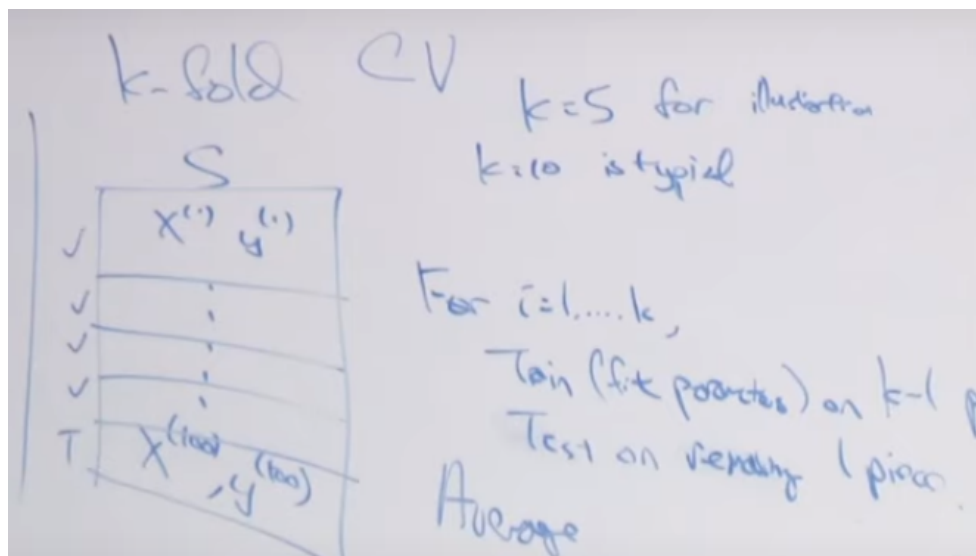 k-fold CV
k=5 for illustration
k=10 is typical
S
x^(1) y^(1)
✓
✓
✓
✓
T
x^(100), y^(100)
For i=1,....k,
Train (fit parameters) on k-1 p
Test on remaining 1 piece.
Average